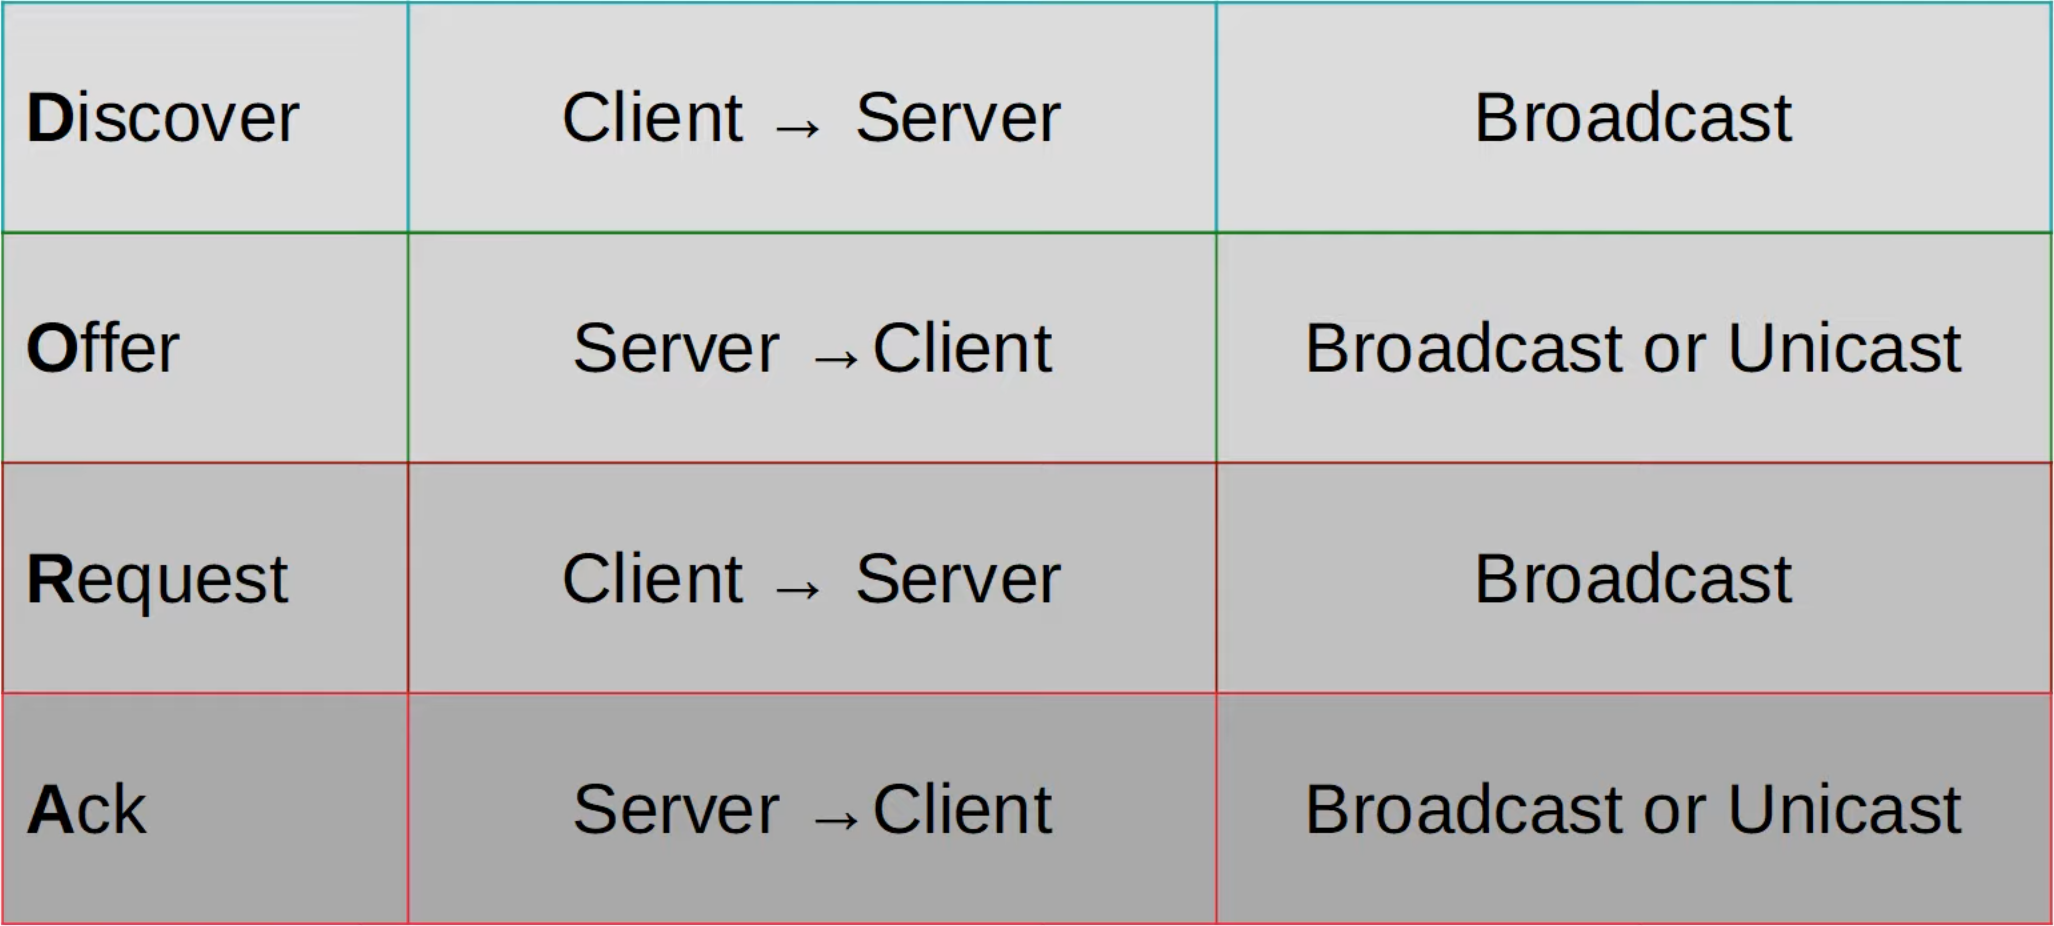 Discover Client → Server Broadcast
Offer Server →Client Broadcast or Unicast
Request Client → Server Broadcast
Ack Server →Client Broadcast or Unicast